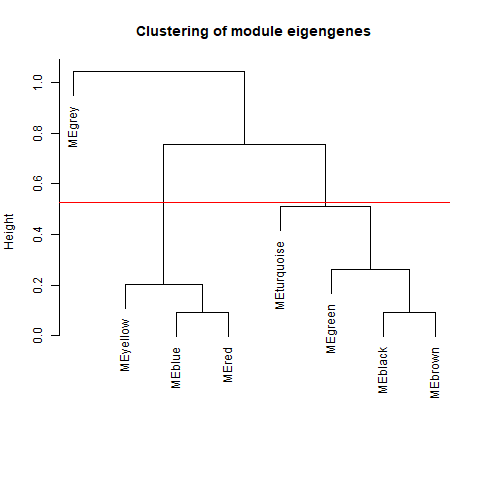 Clustering of module eigengenes
Height
1.0
0.8
0.6
0.4
0.2
0.0
MEgrey
MEyellow
MEblue
MEred
MEturquoise
MEgreen
MEblack
MEbrown